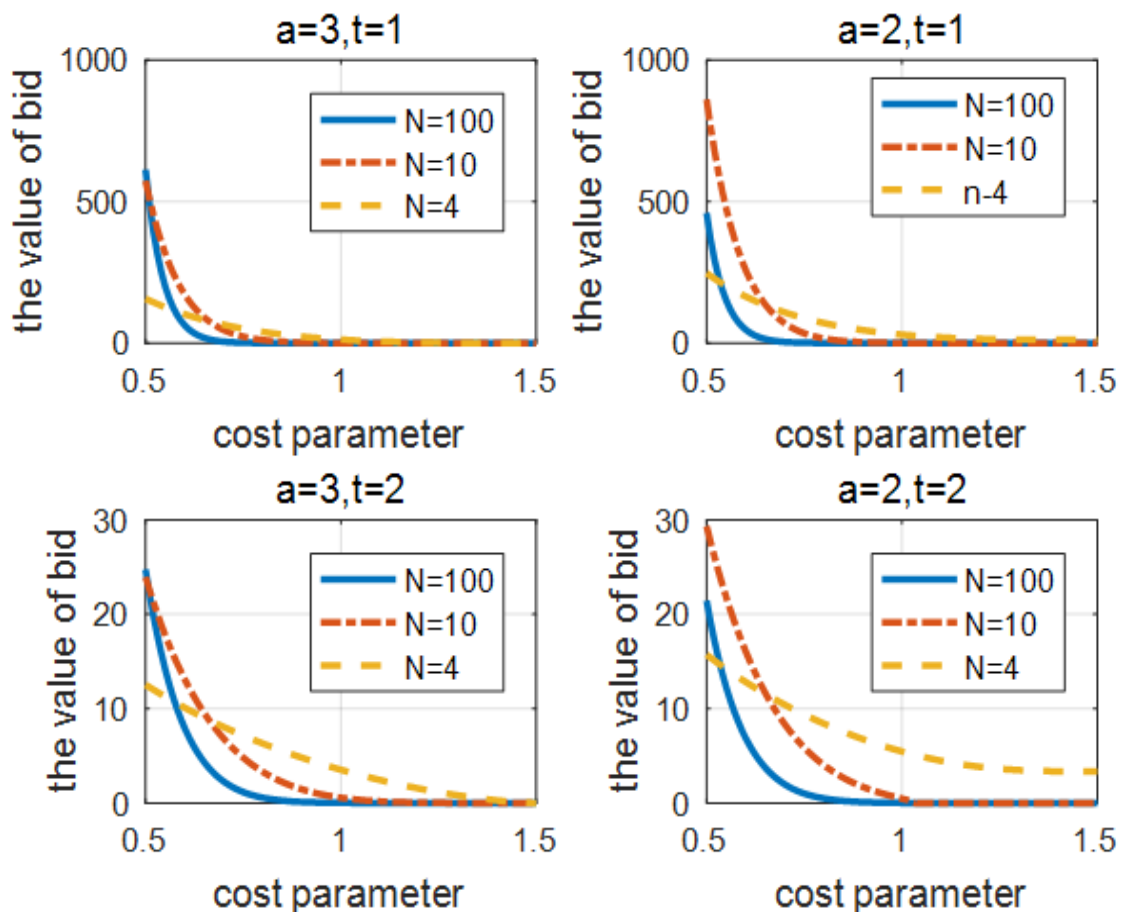 a=3,t=1
the value of bid
1000
500
0
N=100
N=10
N=4
0.5
1
1.5
cost parameter
a=2,t=1
the value of bid
1000
500
0
N=100
N=10
n-4
0.5
1
1.5
cost parameter
a=3,t=2
the value of bid
30
20
10
0
N=100
N=10
N=4
0.5
1
1.5
cost parameter
a=2,t=2
the value of bid
30
20
10
0
N=100
N=10
N=4
0.5
1
1.5
cost parameter